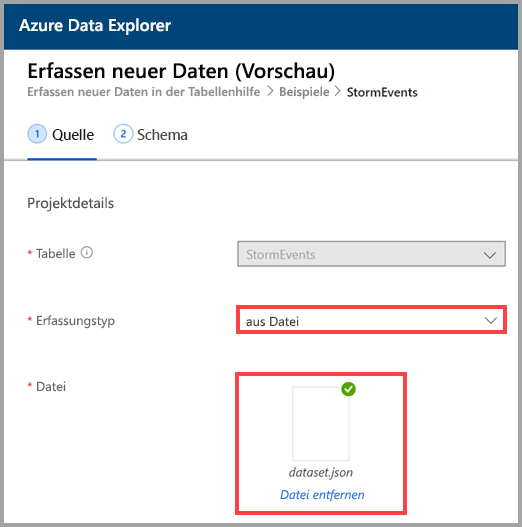 Azure Data Explorer
Erfassen neuer Daten (Vorschau)
Erfassen neuer Daten in der Tabellenhilfe > Beispiele > StormEvents
1 Quelle 2 Schema
Projektdetails
* Tabelle StormEvents
* Erfassungstyp aus Datei
* Datei
dataset.json
Datei entfernen